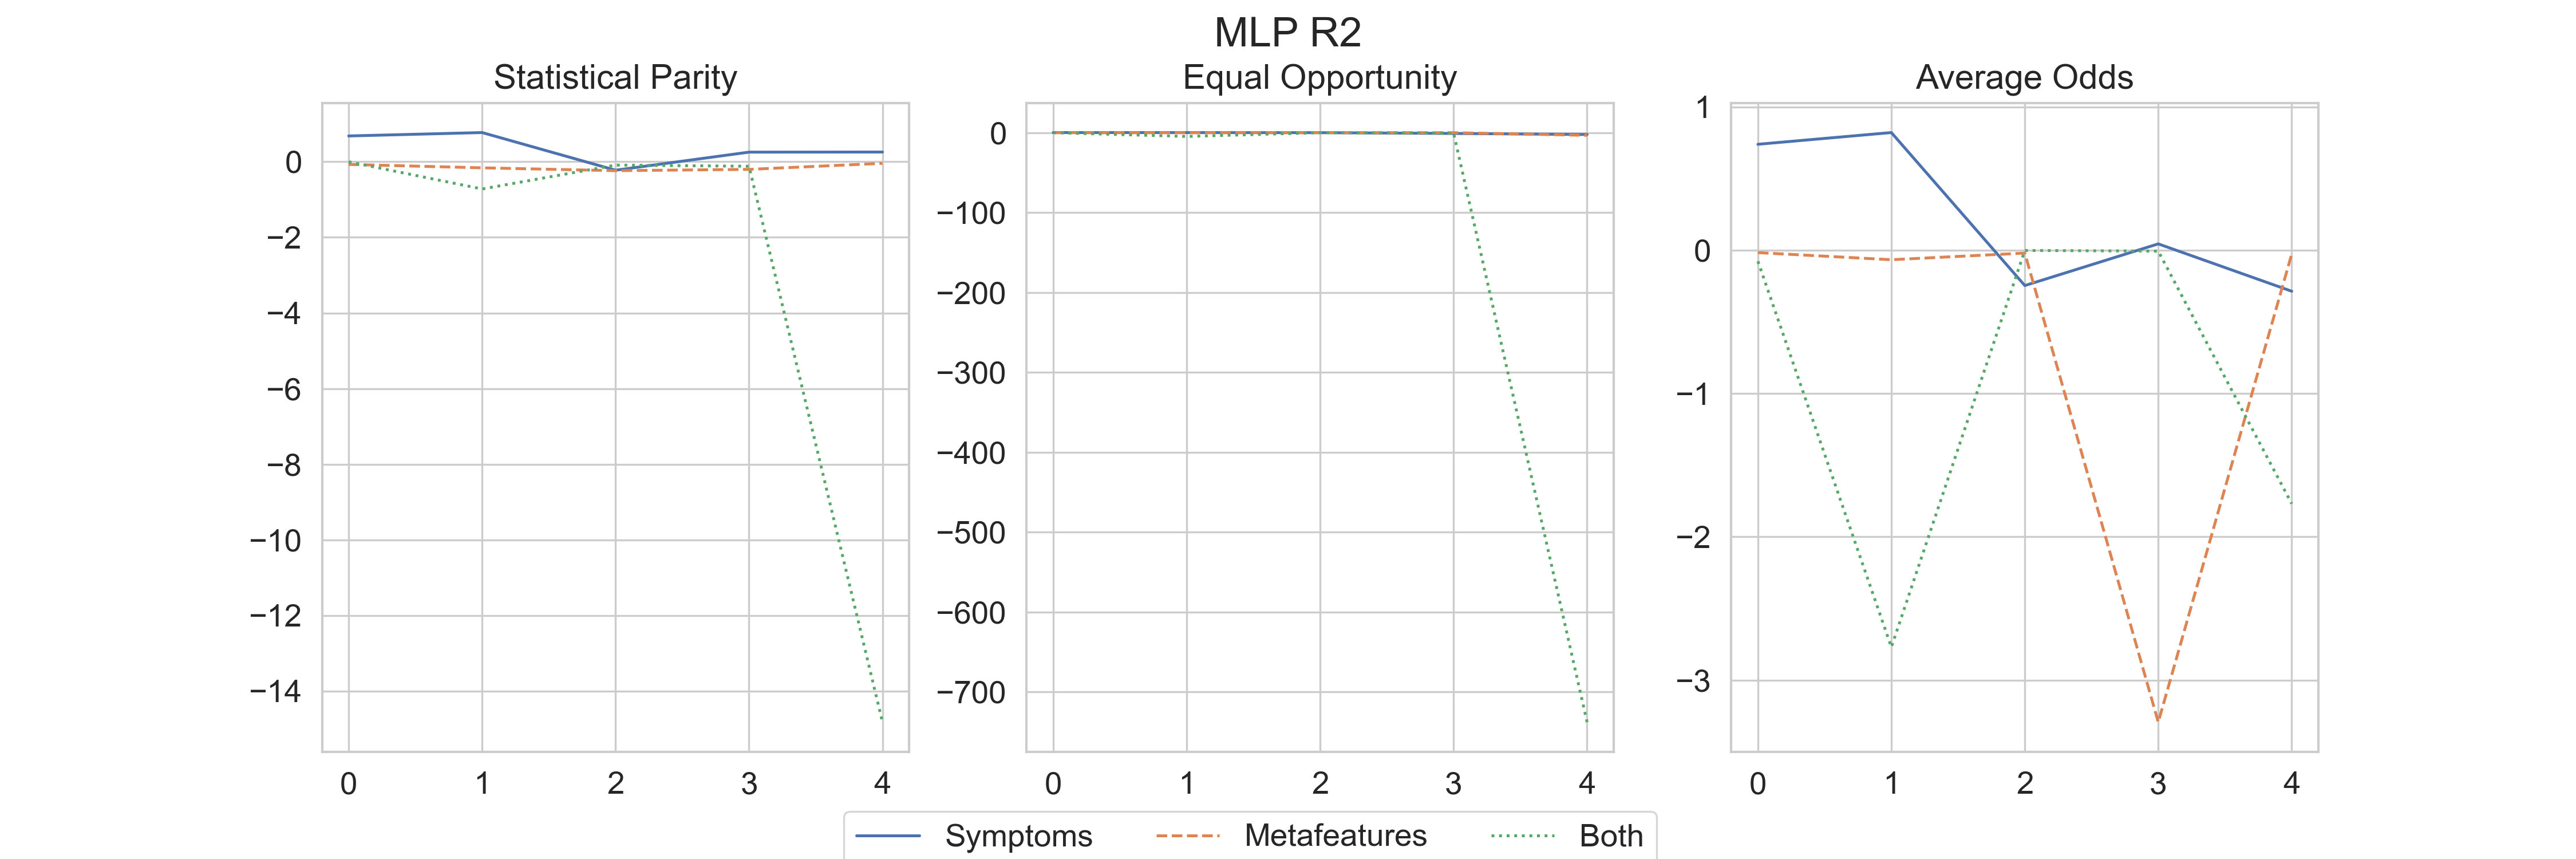 MLP R2
Statistical Parity
Equal Opportunity
Average Odds
0
−2
−4
−6
−8
−10
−12
−14
0 1 2 3 4
0
−100
−200
−300
−400
−500
−600
−700
0 1 2 3 4
1
0
−1
−2
−3
0 1 2 3 4
Symptoms Metafeatures Both